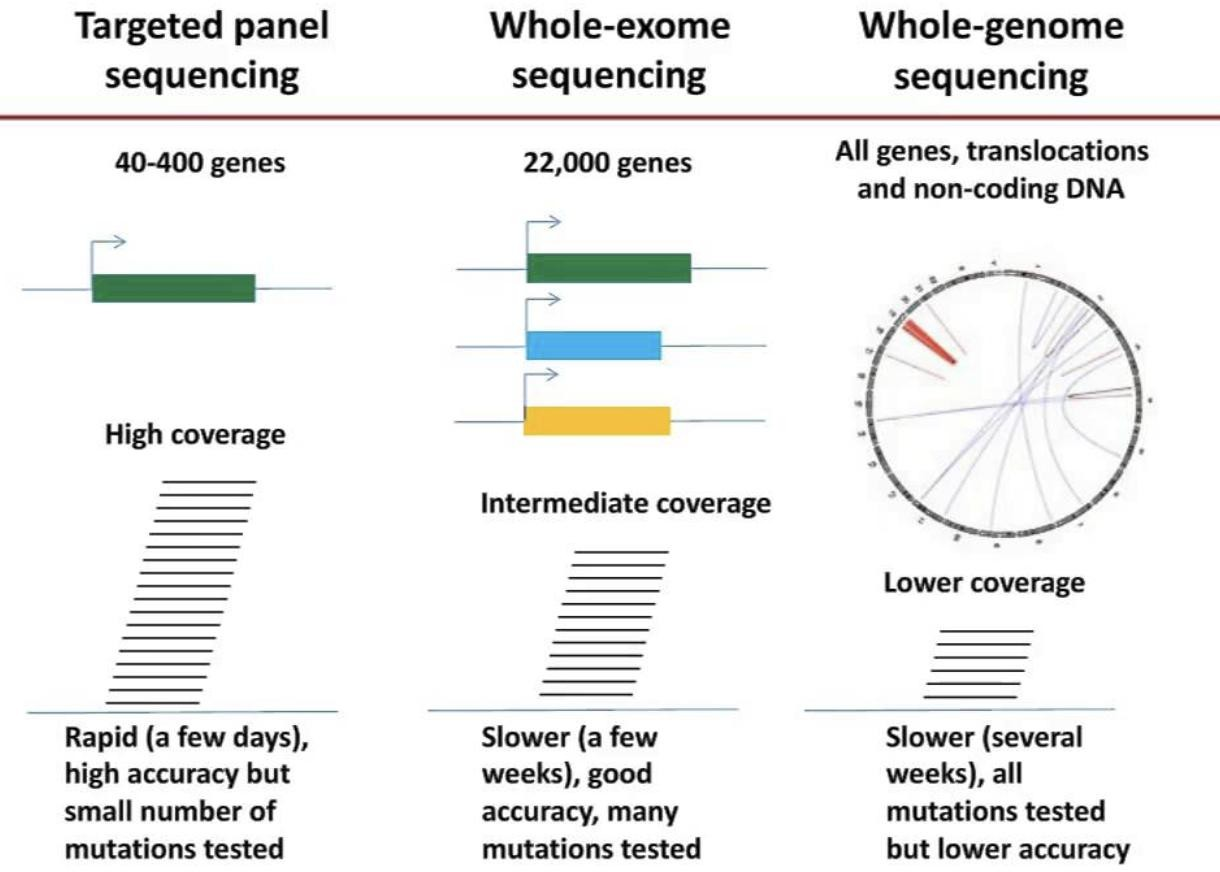 Targeted panel
sequencing
Whole-exome
sequencing
Whole-genome
sequencing
40-400 genes
22,000 genes
All genes, translocations
and non-coding DNA
High coverage
Intermediate coverage
Lower coverage
Rapid (a few days),
high accuracy but
small number of
mutations tested
Slower (a few
weeks), good
accuracy, many
mutations tested
Slower (several
weeks), all
mutations tested
but lower accuracy